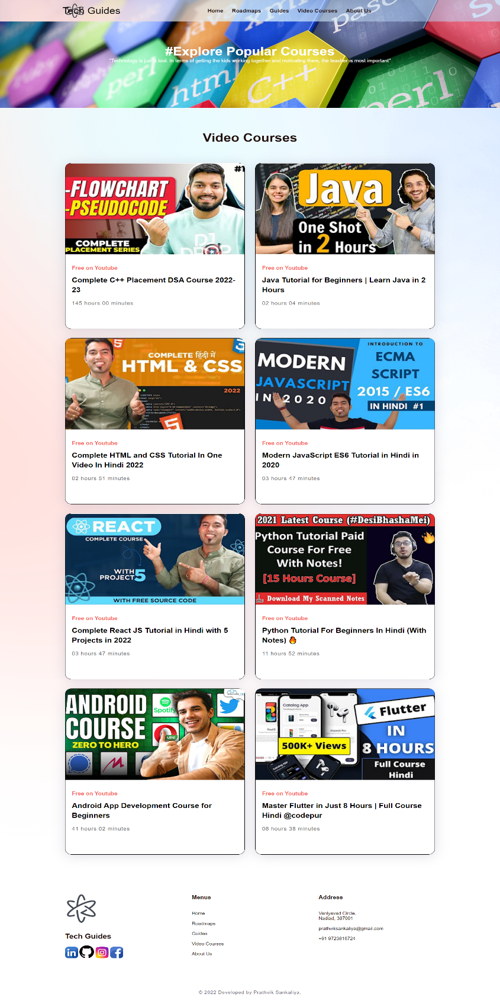 Tech Guides
Home
Roadmaps
Guides
Video Courses
About Us
java
xml
pasc
perl
html
C++
perl
#Explore Popular Courses
"Technology is just a tool. In terms of getting the kids working together and motivating them, the teacher is most important"
Video Courses
#1
-FLOWCHART
-PSEUDOCODE
COMPLETE
PLACEMENT SERIES
Free on Youtube
Complete C++ Placement DSA Course 2022-
23
145 hours 00 minutes
Java
One Shot
in 2 Hours
Free on Youtube
Java Tutorial for Beginners | Learn Java in 2
Hours
02 hours 04 minutes
COMPLETE हिंदी में
HTML & CSS
2022
Free on Youtube
Complete HTML and CSS Tutorial In One
Video In Hindi 2022
02 hours 51 minutes
MODERN
JAVASCRIPT
IN 2020
INTRODUCTION TO
ECMA
SCRIPT
2015 / ES6
IN HINDI #1
Free on Youtube
Modern JavaScript ES6 Tutorial in Hindi in
2020
03 hours 47 minutes
REACT
COMPLETE COURSE
WITH
PROJECT 5
WITH FREE SOURCE CODE
Free on Youtube
Complete React JS Tutorial in Hindi with 5
Projects in 2022
03 hours 47 minutes
2021 Latest Course (#DesiBhashaMei)
Python Tutorial Paid
Course For Free
With Notes!
[15 Hours Course]
Download My Scanned Notes
Free on Youtube
Python Tutorial For Beginners In Hindi (With
Notes) 🔥
11 hours 52 minutes
ANDROID
COURSE
ZERO TO HERO
Spotify
MINI
Free on Youtube
Android App Development Course for
Beginners
41 hours 02 minutes
Catalog App
500K+ Views
Flutter
IN
8 HOURS
Full Course
Hindi
Free on Youtube
Master Flutter in Just 8 Hours | Full Course
Hindi @codepur
08 hours 38 minutes
Tech Guides
Menus
Home
Roadmaps
Guides
Video Courses
About Us
Address
Vaniyavad Circle,
Nadiad, 387001
prathviksankaliya@gmail.com
+91 9723816724
© 2022 Developed by Prathvik Sankaliya.